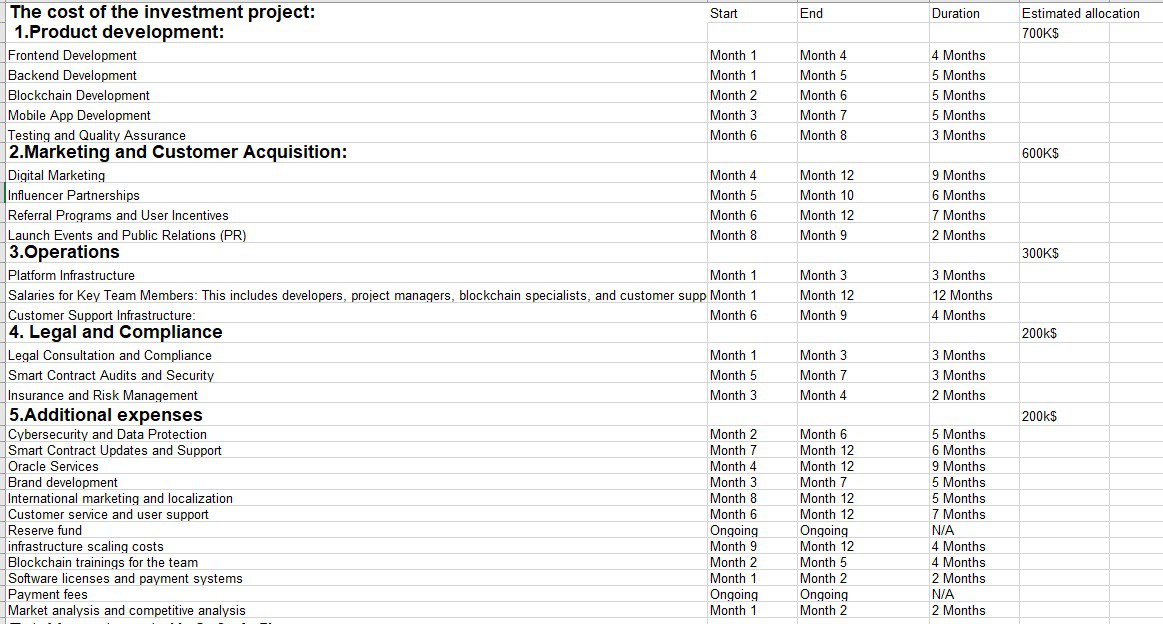 The cost of the investment project: Start End Duration Estimated allocation
1.Product development: 700K$
Frontend Development Month 1 Month 4 4 Months
Backend Development Month 1 Month 5 5 Months
Blockchain Development Month 2 Month 6 5 Months
Mobile App Development Month 3 Month 7 5 Months
Testing and Quality Assurance Month 6 Month 8 3 Months
2.Marketing and Customer Acquisition: 600K$
Digital Marketing Month 4 Month 12 9 Months
Influencer Partnerships Month 5 Month 10 6 Months
Referral Programs and User Incentives Month 6 Month 12 7 Months
Launch Events and Public Relations (PR) Month 8 Month 9 2 Months
3.Operations 300K$
Platform Infrastructure Month 1 Month 3 3 Months
Salaries for Key Team Members: This includes developers, project managers, blockchain specialists, and customer supp Month 1 Month 12 12 Months
Customer Support Infrastructure: Month 6 Month 9 4 Months
4. Legal and Compliance 200k$
Legal Consultation and Compliance Month 1 Month 3 3 Months
Smart Contract Audits and Security Month 5 Month 7 3 Months
Insurance and Risk Management Month 3 Month 4 2 Months
5.Additional expenses 200k$
Cybersecurity and Data Protection Month 2 Month 6 5 Months
Smart Contract Updates and Support Month 7 Month 12 6 Months
Oracle Services Month 4 Month 12 9 Months
Brand development Month 3 Month 7 5 Months
International marketing and localization Month 8 Month 12 5 Months
Customer service and user support Month 6 Month 12 7 Months
Reserve fund Ongoing Ongoing N/A
infrastructure scaling costs Month 9 Month 12 4 Months
Blockchain trainings for the team Month 2 Month 5 4 Months
Software licenses and payment systems Month 1 Month 2 2 Months
Payment fees Ongoing Ongoing N/A
Market analysis and competitive analysis Month 1 Month 2 2 Months